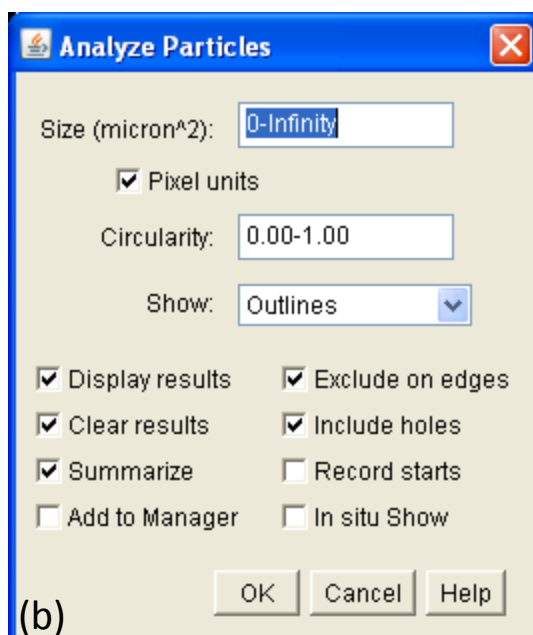 Analyze Particles
Size (micron^2): 0-Infinity
Pixel units
Circularity: 0.00-1.00
Show: Outlines
Display results Exclude on edges
Clear results Include holes
Summarize Record starts
Add to Manager In situ Show
OK Cancel Help
(b)